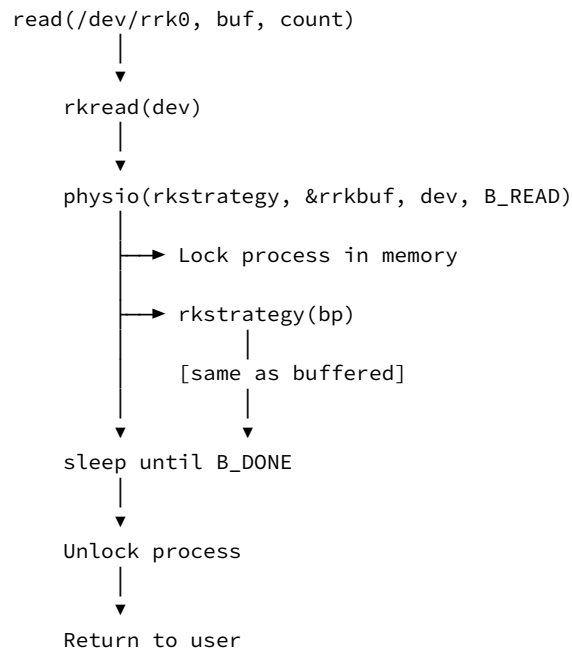 read(/dev/rrk0, buf, count)
rkread(dev)
physio(rkstrategy, &rrkbuf, dev, B_READ)
Lock process in memory
rkstrategy(bp)
[same as buffered]
sleep until B_DONE
Unlock process
Return to user